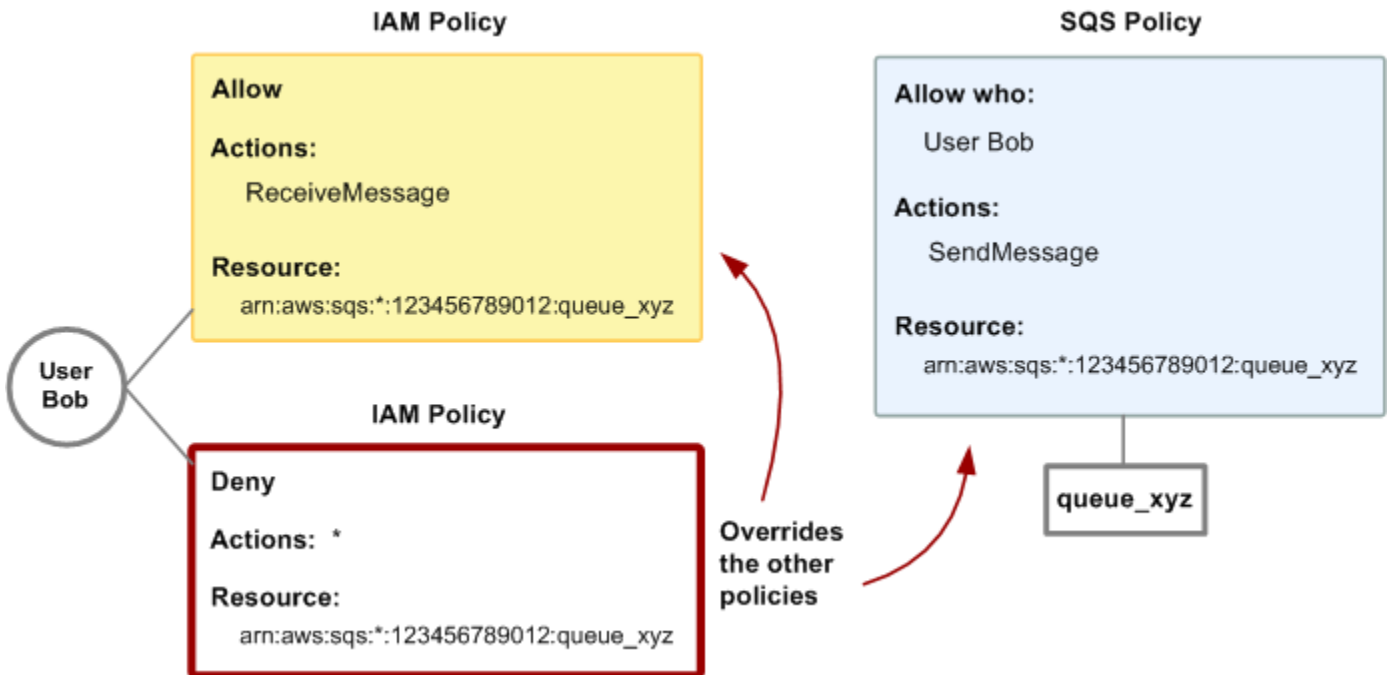 IAM Policy
Allow
Actions:
ReceiveMessage
Resource:
arn:aws:sqs:*:123456789012:queue_xyz
User
Bob
IAM Policy
Deny
Actions: *
Resource:
arn:aws:sqs:*:123456789012:queue_xyz
Overrides
the other
policies
SQS Policy
Allow who:
User Bob
Actions:
SendMessage
Resource:
arn:aws:sqs:*:123456789012:queue_xyz
queue_xyz